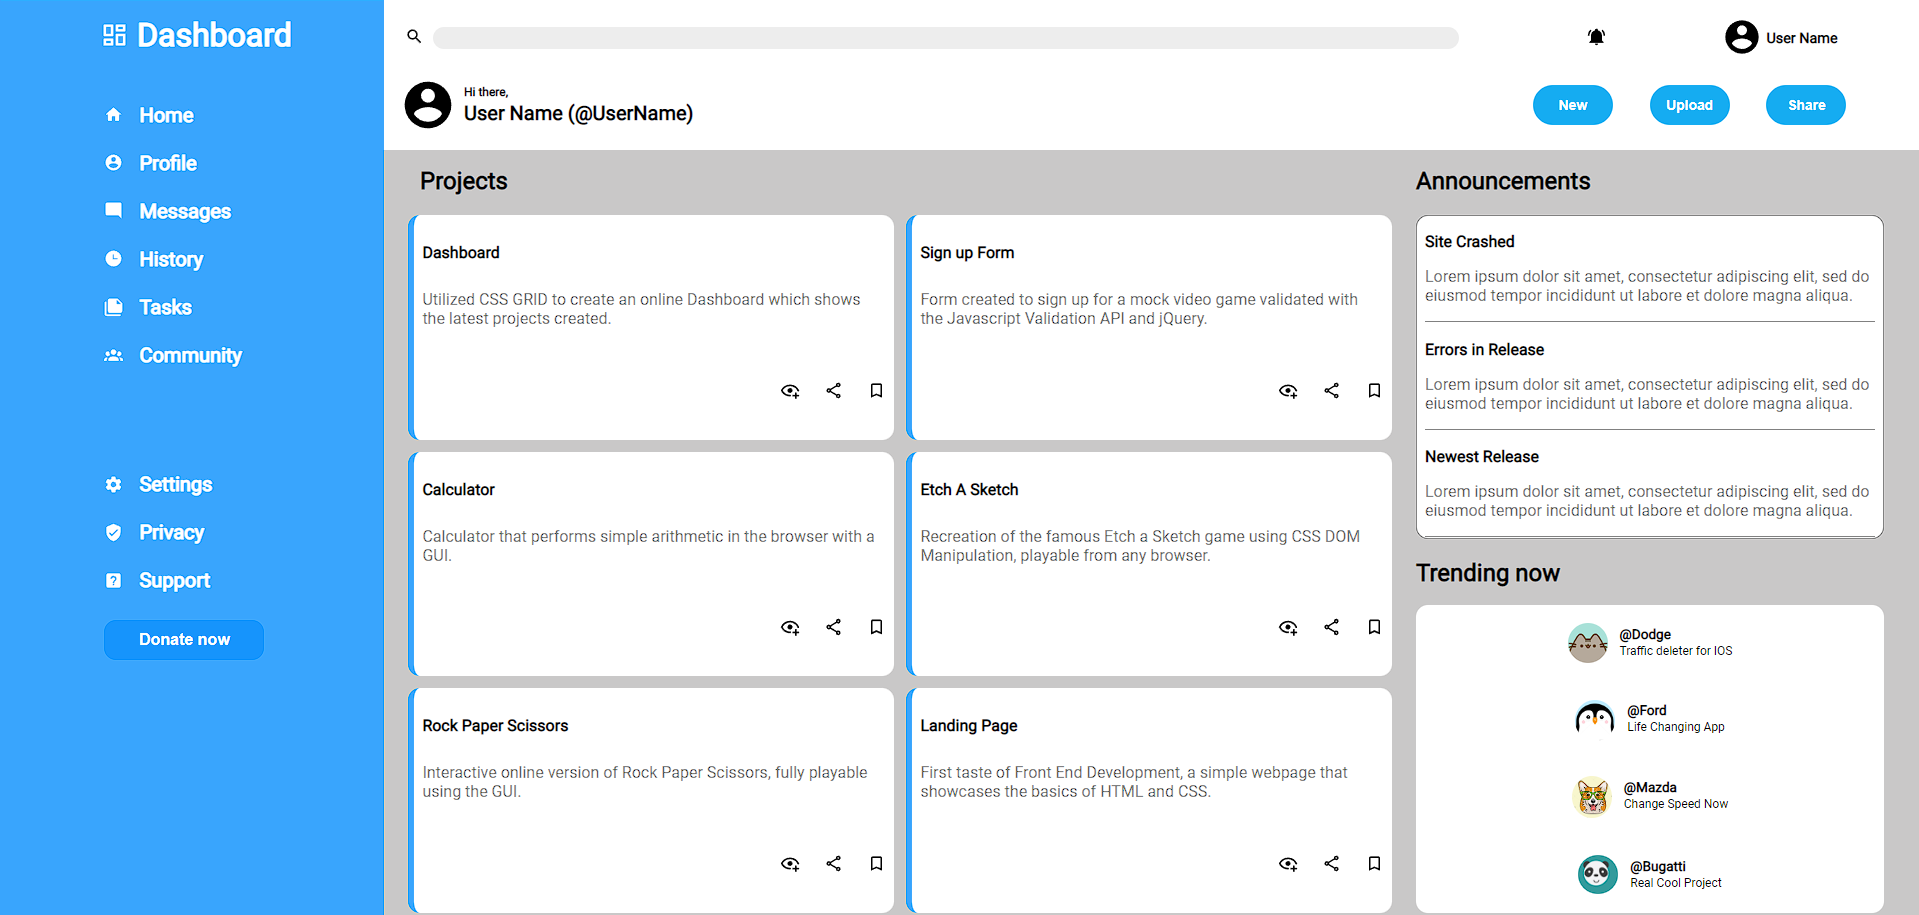 Dashboard
Home
Profile
Messages
History
Tasks
Community
Settings
Privacy
Support
Donate now
User Name
Hi there,
User Name (@UserName)
New
Upload
Share
Projects
Dashboard
Utilized CSS GRID to create an online Dashboard which shows
the latest projects created.
Sign up Form
Form created to sign up for a mock video game validated with
the Javascript Validation API and jQuery.
Calculator
Calculator that performs simple arithmetic in the browser with a
GUI.
Etch A Sketch
Recreation of the famous Etch a Sketch game using CSS DOM
Manipulation, playable from any browser.
Rock Paper Scissors
Interactive online version of Rock Paper Scissors, fully playable
using the GUI.
Landing Page
First taste of Front End Development, a simple webpage that
showcases the basics of HTML and CSS.
Announcements
Site Crashed
Lorem ipsum dolor sit amet, consectetur adipiscing elit, sed do
eiusmod tempor incididunt ut labore et dolore magna aliqua.
Errors in Release
Lorem ipsum dolor sit amet, consectetur adipiscing elit, sed do
eiusmod tempor incididunt ut labore et dolore magna aliqua.
Newest Release
Lorem ipsum dolor sit amet, consectetur adipiscing elit, sed do
eiusmod tempor incididunt ut labore et dolore magna aliqua.
Trending now
@Dodge
Traffic deleter for IOS
@Ford
Life Changing App
@Mazda
Change Speed Now
@Bugatti
Real Cool Project